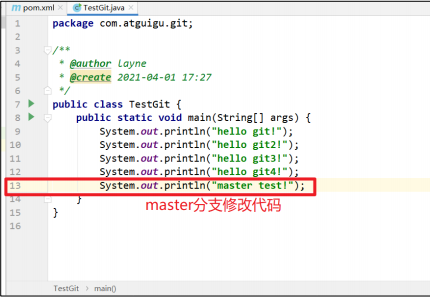 pom.xml × TestGit.java ×
1 package com.atguigu.git;
2
3 /**
4 * @author layne
5 * @create 2021-04-01 17:27
6 */
7 public class TestGit {
8 public static void main(String[] args) {
9 System.out.println("hello git!");
10 System.out.println("hello git2!");
11 System.out.println("hello git3!");
12 System.out.println("hello git4!");
13 System.out.println("master test!");
14 }
master分支修改代码
15 }
16
TestGit › main()